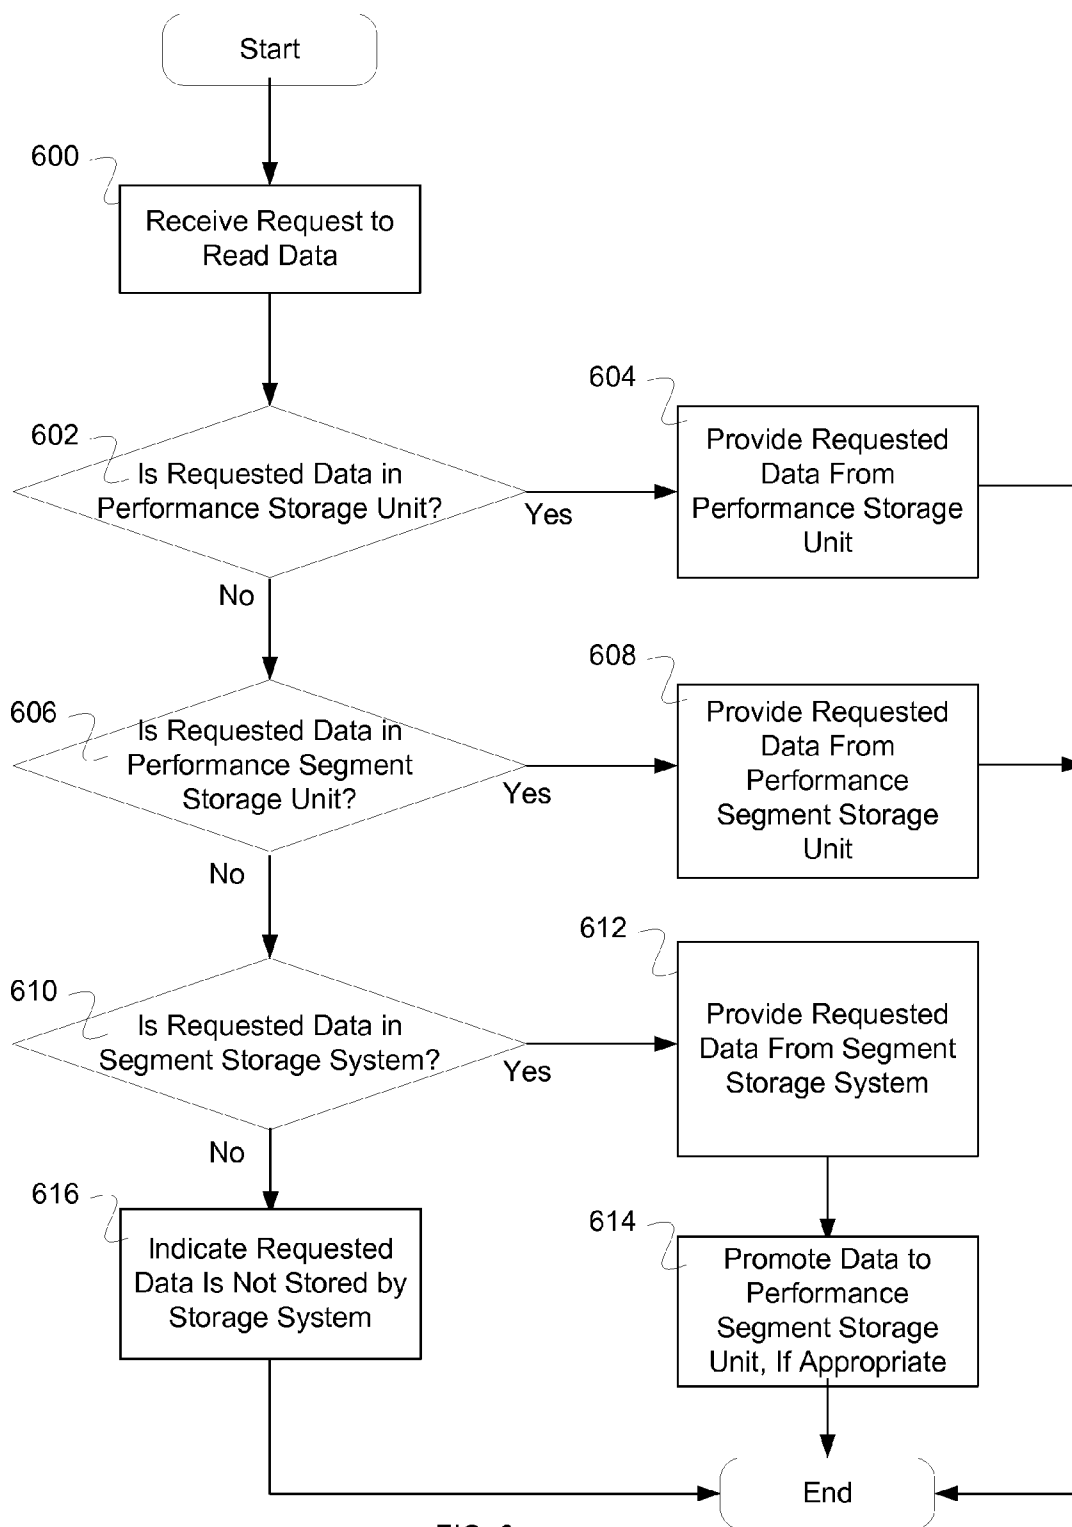 Start
600
Receive Request to
Read Data
602
Is Requested Data in
Performance Storage Unit?
Yes
No
604
Provide Requested
Data From
Performance Storage
Unit
606
Is Requested Data in
Performance Segment
Storage Unit?
Yes
No
608
Provide Requested
Data From
Performance
Segment Storage
Unit
610
Is Requested Data in
Segment Storage System?
Yes
No
612
Provide Requested
Data From Segment
Storage System
614
Promote Data to
Performance
Segment Storage
Unit, If Appropriate
616
Indicate Requested
Data Is Not Stored by
Storage System
End